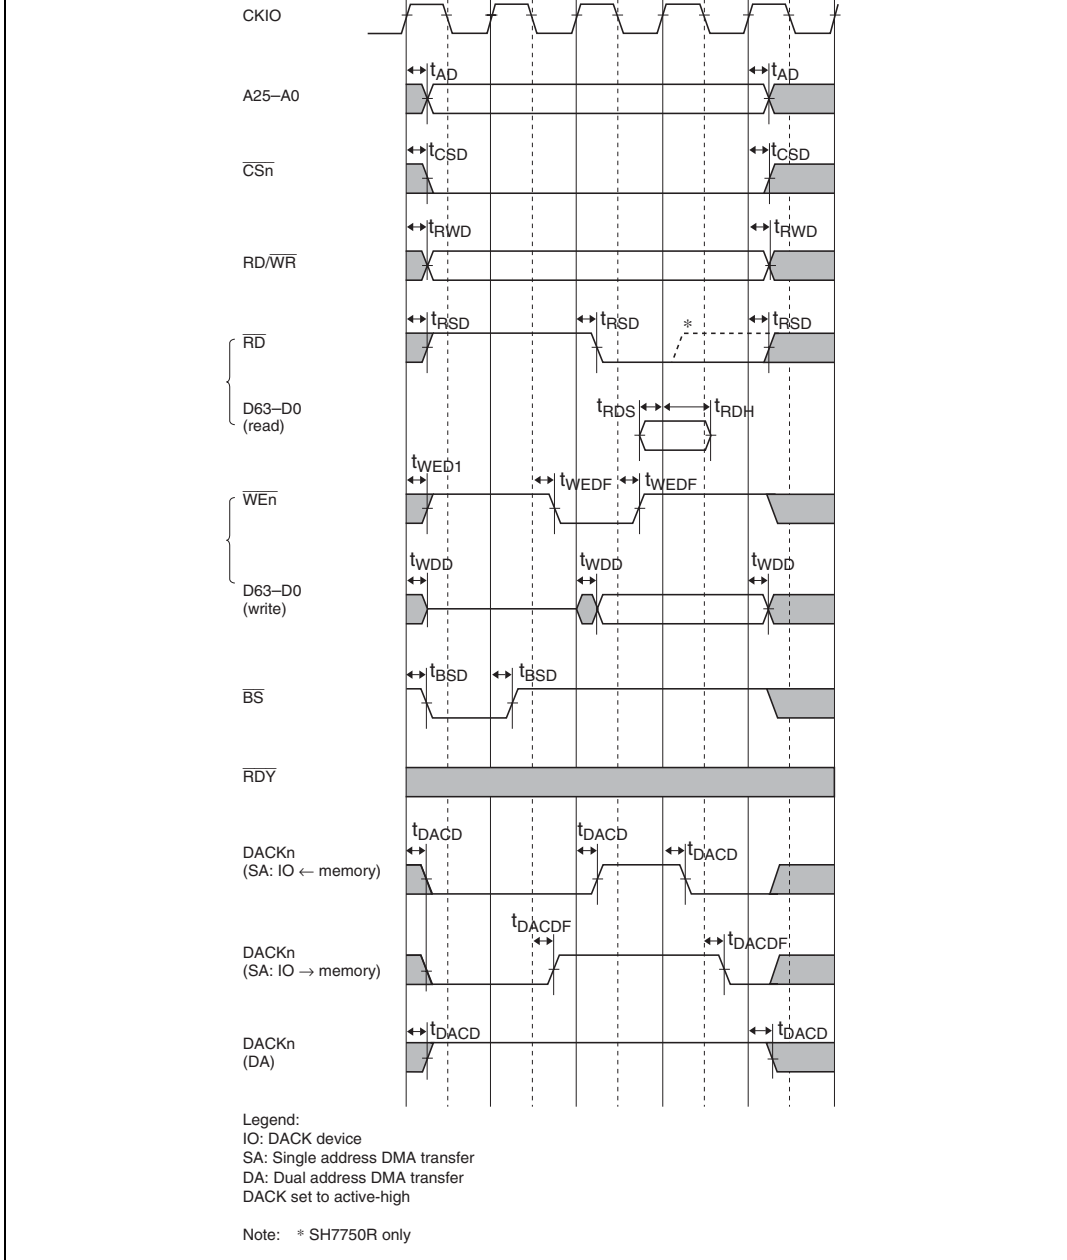 CKIO
tAD tAD
A25–A0
tCSD tCSD
CSn
tRWD tRWD
RD/WR
tRSD tRSD * tRSD
RD
tRDS tRDH
D63–D0
(read)
tWED1
tWEDF tWEDF
WEn
tWDD tWDD tWDD
D63–D0
(write)
tBSD tBSD
BS
RDY
tDACD tDACD tDACD
DACKn
(SA: IO ← memory)
tDACDF tDACDF
DACKn
(SA: IO → memory)
tDACD tDACD
DACKn
(DA)
Legend:
IO: DACK device
SA: Single address DMA transfer
DA: Dual address DMA transfer
DACK set to active-high
Note: * SH7750R only